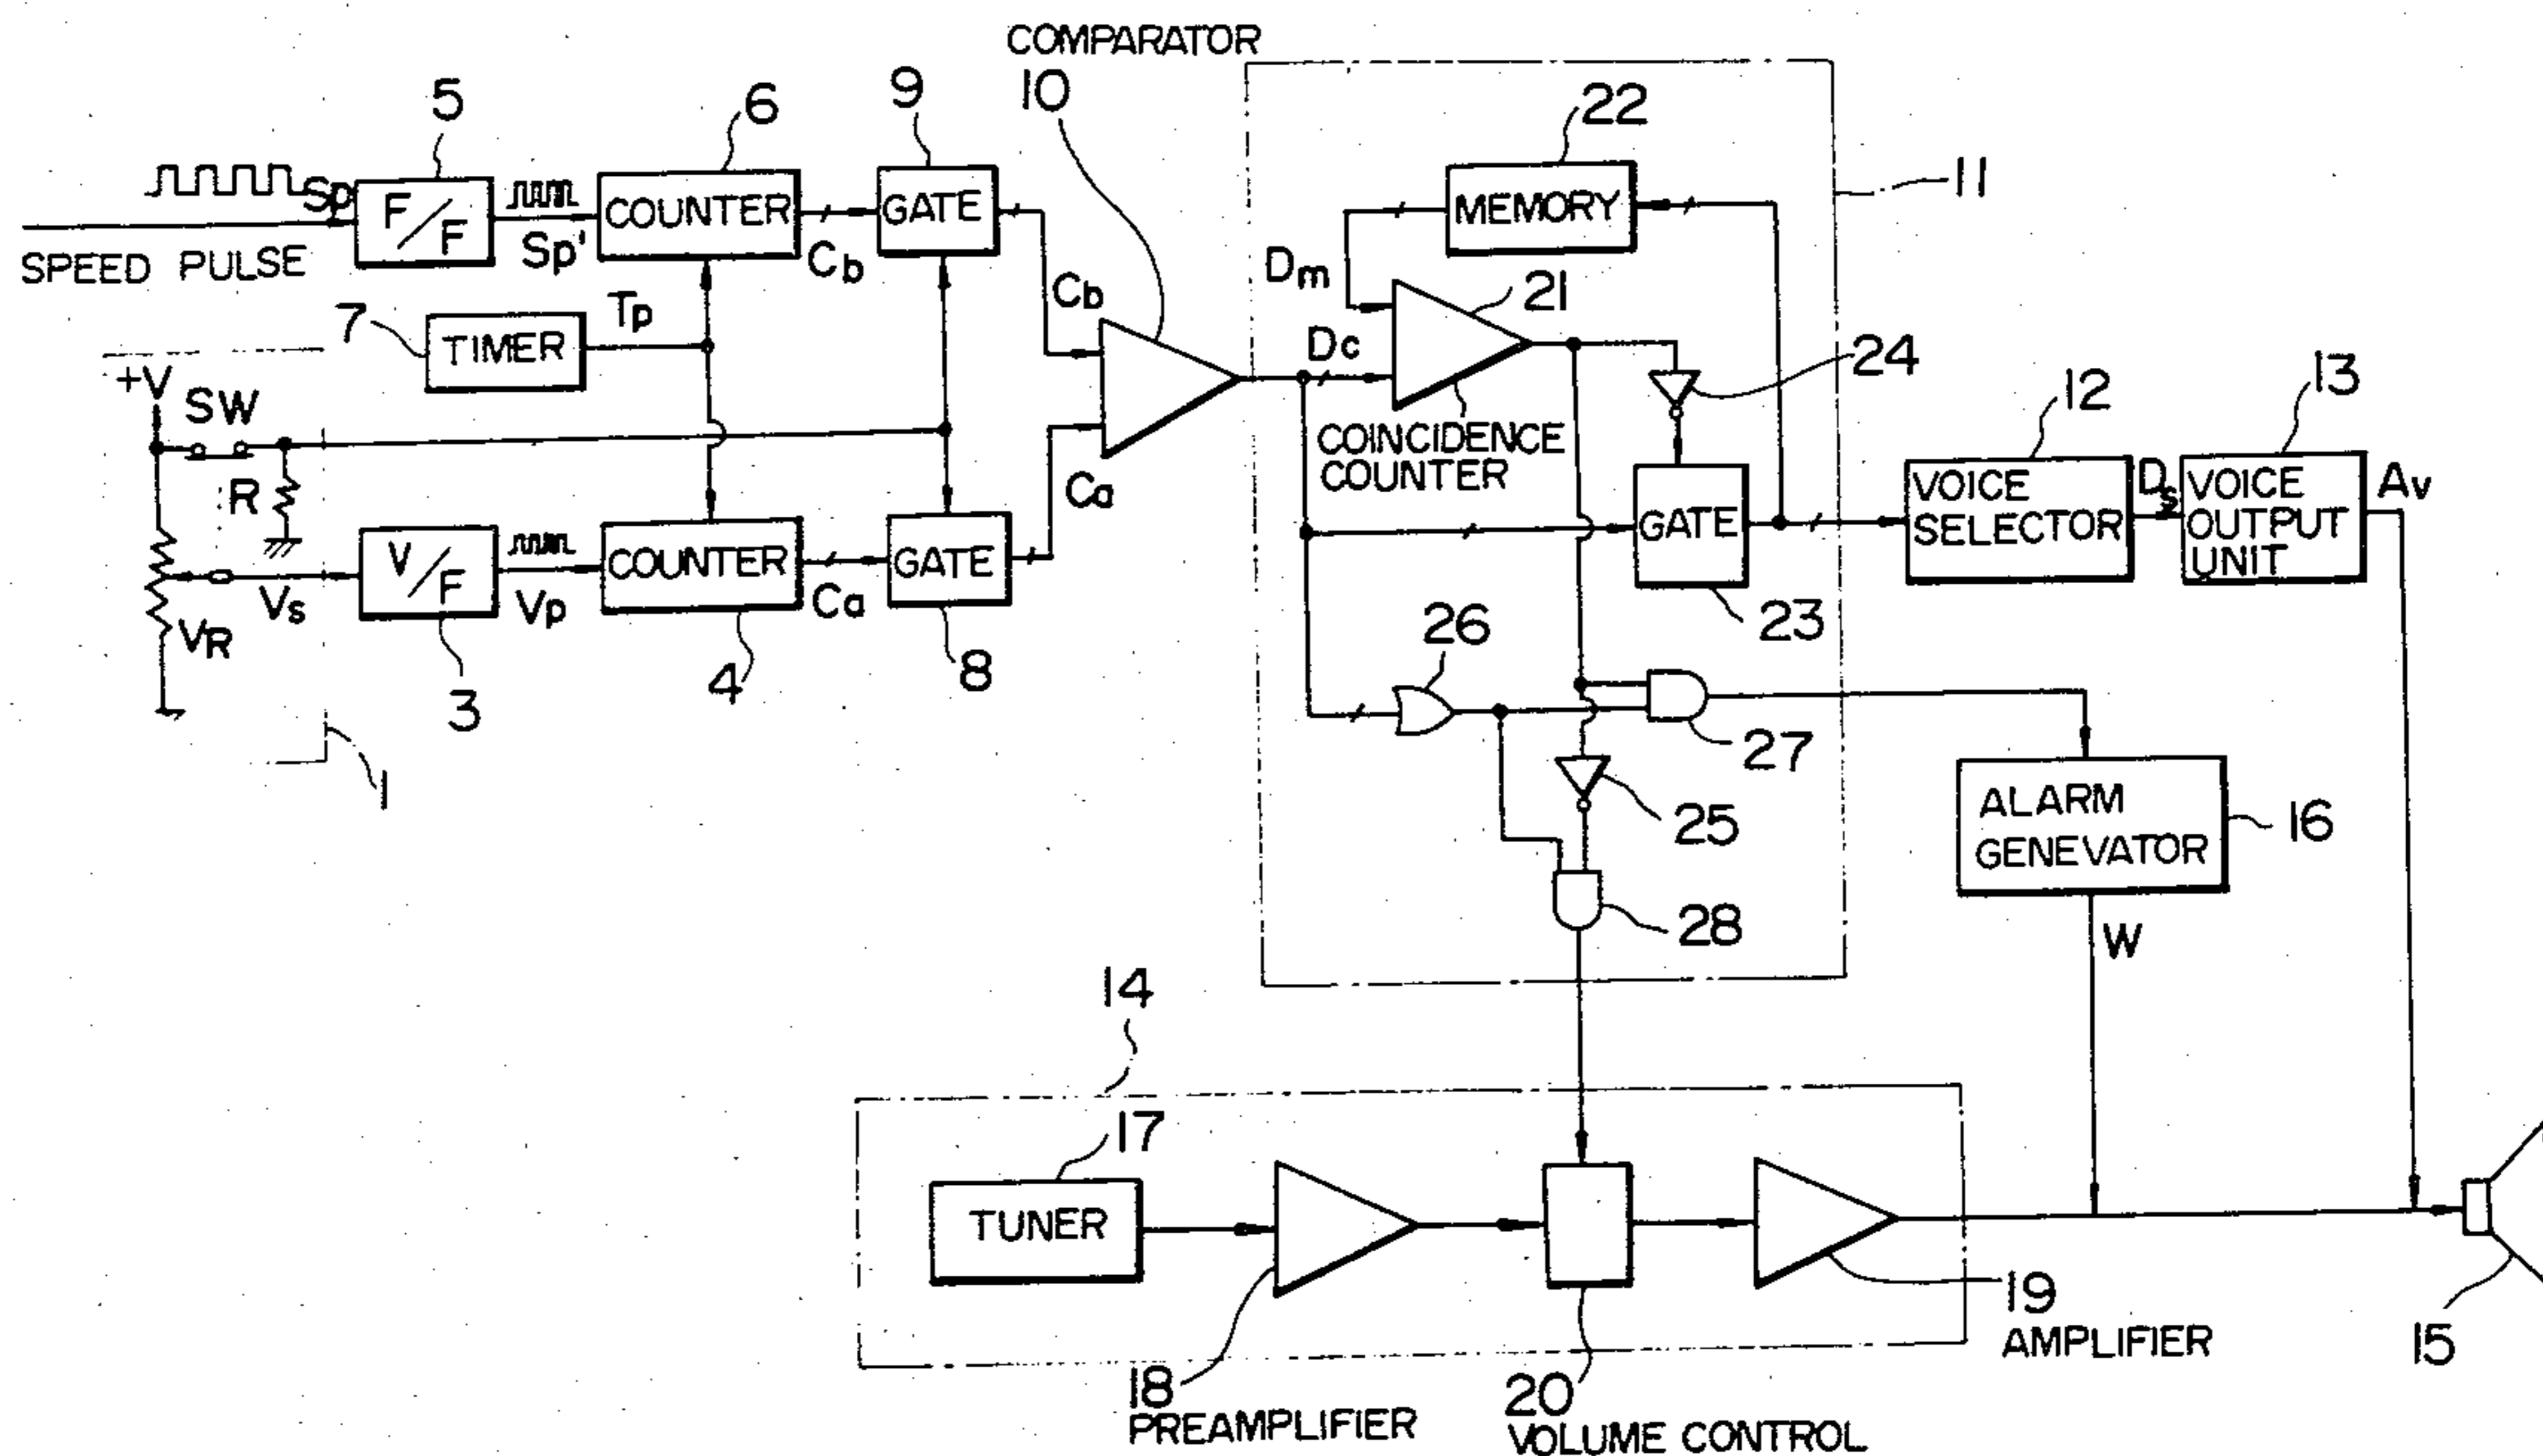 COMPARATOR
10
5
6
9
22
11
Sp
F/F
Sp'
COUNTER
Cb
GATE
MEMORY
SPEED PULSE
Dm
21
Cb
7
TIMER
Tp
Dc
24
+V
SW
COINCIDENCE
COUNTER
12
13
R
Ca
VOICE
SELECTOR
Ds
VOICE
OUTPUT
UNIT
Av
GATE
V/F
Vp
COUNTER
Ca
GATE
Vs
VR
23
26
3
4
8
27
1
25
ALARM
GENEVATOR
16
28
W
14
17
TUNER
19
AMPLIFIER
15
18
PREAMPLIFIER
20
VOLUME CONTROL